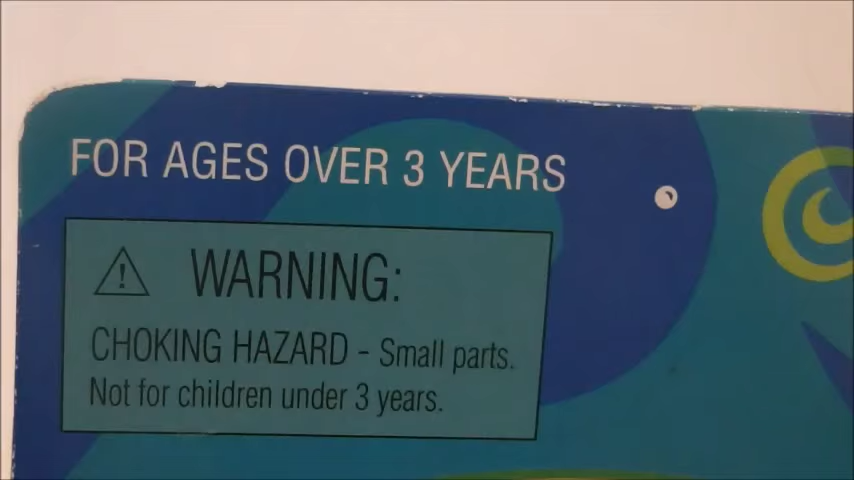 FOR AGES OVER 3 YEARS
WARNING:
CHOKING HAZARD - Small parts.
Not for children under 3 years.